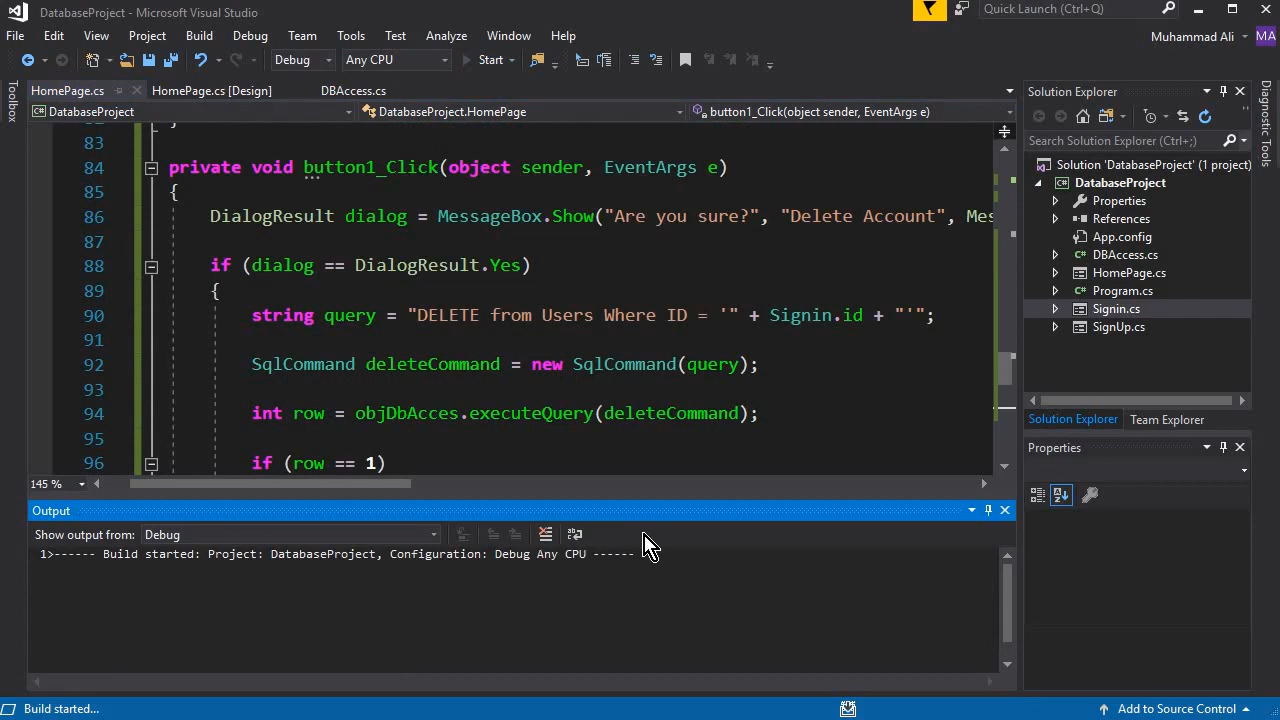 DatabaseProject - Microsoft Visual Studio
Quick Launch (Ctrl+Q)
File Edit View Project Build Debug Team Tools Test Analyze Window Help
Muhammad Ali MA
Debug Any CPU Start
HomePage.cs HomePage.cs [Design] DBAccess.cs
DatabaseProject DatabaseProject.HomePage button1_Click(object sender, EventArgs e)
Toolbox
83
84 private void button1_Click(object sender, EventArgs e)
85 {
86 DialogResult dialog = MessageBox.Show("Are you sure?", "Delete Account", Mes
87
88 if (dialog == DialogResult.Yes)
89 {
90 string query = "DELETE from Users Where ID = '" + Signin.id + "'";
91
92 SqlCommand deleteCommand = new SqlCommand(query);
93
94 int row = objDbAcces.executeQuery(deleteCommand);
95
96 if (row == 1)
145 %
Output
Show output from: Debug
1>------ Build started: Project: DatabaseProject, Configuration: Debug Any CPU ------
Solution Explorer
Search Solution Explorer (Ctrl+;)
Solution 'DatabaseProject' (1 project)
DatabaseProject
Properties
References
App.config
DBAccess.cs
HomePage.cs
Program.cs
Signin.cs
SignUp.cs
Solution Explorer Team Explorer
Properties
Diagnostic Tools
Build started...
Add to Source Control